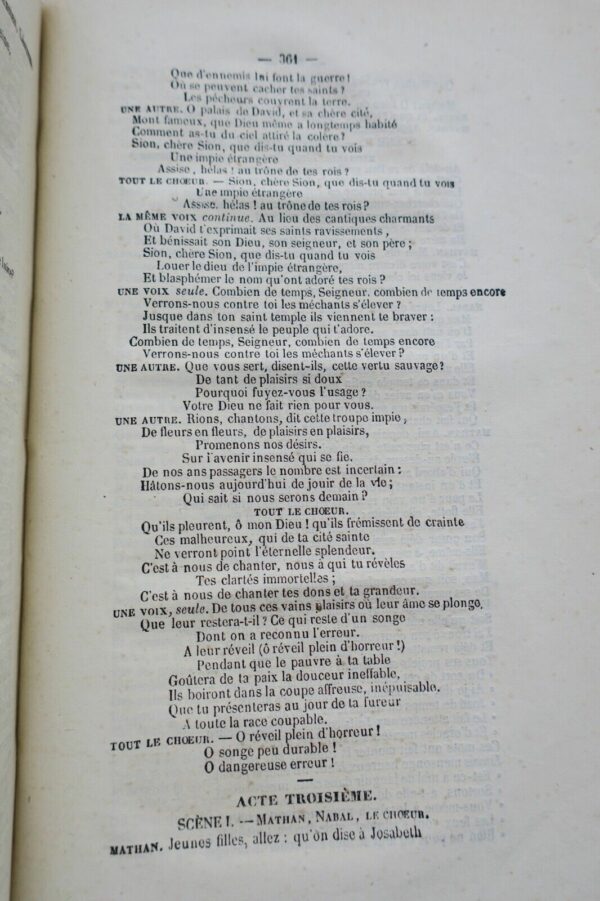 — 361 —
Que d'ennemis lui font la guerre!
Où se peuvent cacher tes saints?
Les pécheurs couvrent la terre.
UNE AUTRE. O palais de David, et sa chère cité,
Mont fameux, que Dieu même a longtemps habité
Comment as-tu du ciel attiré la colère?
Sion, chère Sion, que dis-tu quand tu vois
Une impie étrangère
Assise, hélas! au trône de tes rois?
TOUT LE CHOEUR. — Sion, chère Sion, que dis-tu quand tu vois
Une impie étrangère
Assise, hélas! au trône de tes rois?
LA MÊME VOIX continue. Au lieu des cantiques charmants
Où David t'exprimait ses saints ravissements,
Et bénissait son Dieu, son seigneur, et son père;
Sion, chère Sion, que dis-tu quand tu vois
Louer le dieu de l'impie étrangère,
Et blasphémer le nom qu'ont adoré tes rois?
UNE VOIX seule. Combien de temps, Seigneur, combien de temps encore
Verrons-nous contre toi les méchants s'élever?
Jusque dans ton saint temple ils viennent te braver:
Ils traitent d'insensé le peuple qui t'adore.
Combien de temps, Seigneur, combien de temps encore
Verrons-nous contre toi les méchants s'élever?
UNE AUTRE. Que vous sert, disent-ils, cette vertu sauvage?
De tant de plaisirs si doux
Pourquoi fuyez-vous l'usage?
Votre Dieu ne fait rien pour vous.
UNE AUTRE. Rions, chantons, dit cette troupe impie,
De fleurs en fleurs, de plaisirs en plaisirs,
Promenons nos désirs.
Sur l'avenir insensé qui se fie.
De nos ans passagers le nombre est incertain:
Hâtons-nous aujourd'hui de jouir de la vie;
Qui sait si nous serons demain?
TOUT LE CHOEUR.
Qu'ils pleurent, ô mon Dieu! qu'ils frémissent de crainte
Ces malheureux, qui de ta cité sainte
Ne verront point l'éternelle splendeur.
C'est à nous de chanter, nous à qui tu révèles
Tes clartés immortelles;
C'est à nous de chanter tes dons et ta grandeur.
UNE VOIX, seule. De tous ces vains plaisirs où leur âme se plonge,
Que leur restera-t-il? Ce qui reste d'un songe
Dont on a reconnu l'erreur.
A leur réveil (ô réveil plein d'horreur!)
Pendant que le pauvre à ta table
Goûtera de ta paix la douceur ineffable,
Ils boiront dans la coupe affreuse, inépuisable,
Que tu présenteras au jour de ta fureur
A toute la race coupable.
TOUT LE CHOEUR. — O réveil plein d'horreur!
O songe peu durable!
O dangereuse erreur!
ACTE TROISIÈME.
SCÈNE I. — MATHAN, NABAL, LE CHOEUR.
MATHAN. Jeunes filles, allez: qu'on dise à Josabeth